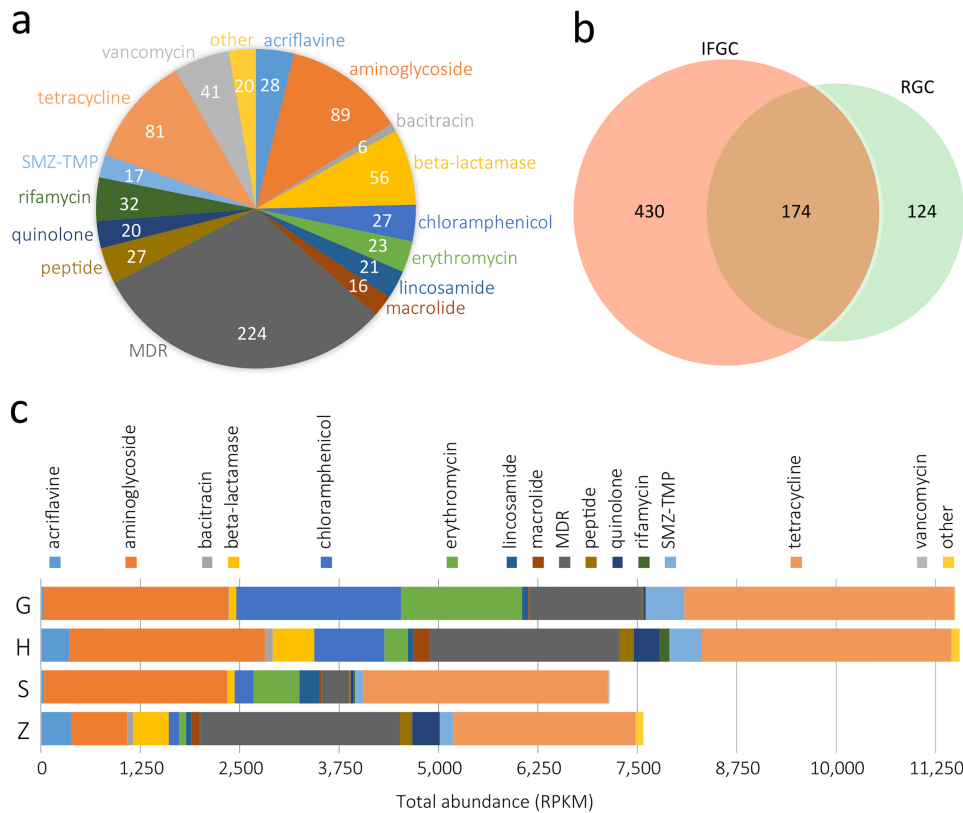 a
acriflavine
28
aminoglycoside
89
bacitracin
6
beta-lactamase
56
chloramphenicol
27
erythromycin
23
lincosamide
21
macrolide
16
MDR
224
peptide
27
quinolone
20
rifamycin
32
SMZ-TMP
17
tetracycline
81
vancomycin
41
other
20
b
IFGC
RGC
430
174
124
c
acriflavine
aminoglycoside
bacitracin
beta-lactamase
chloramphenicol
erythromycin
lincosamide
macrolide
MDR
peptide
quinolone
rifamycin
SMZ-TMP
tetracycline
vancomycin
other
G
H
S
Z
0 1,250 2,500 3,750 5,000 6,250 7,500 8,750 10,000 11,250
Total abundance (RPKM)